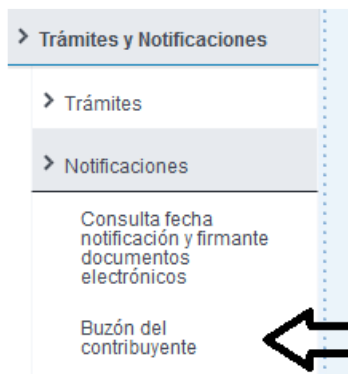 Trámites y Notificaciones
Trámites
Notificaciones
Consulta fecha
notificación y firmante
documentos
electrónicos
Buzón del
contribuyente